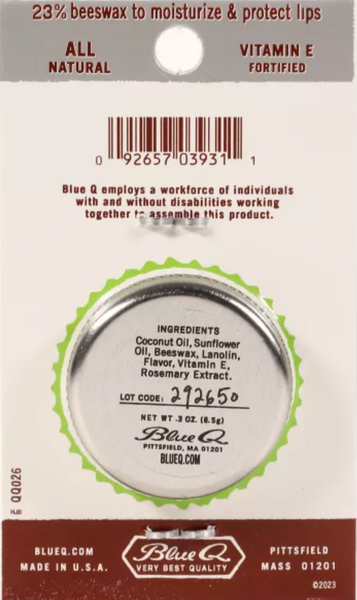 23% beeswax to moisturize & protect lips
ALL
NATURAL
VITAMIN E
FORTIFIED
0 92657 03931 1
Blue Q employs a workforce of individuals
with and without disabilities working
together to assemble this product.
INGREDIENTS
Coconut Oil, Sunflower
Oil, Beeswax, Lanolin,
Flavor, Vitamin E,
Rosemary Extract.
LOT CODE: 292650
NET WT .3 OZ. (8.5g)
Blue Q
PITTSFIELD, MA 01201
BLUEQ.COM
QQ026
BLUEQ.COM
MADE IN U.S.A.
Blue Q
VERY BEST QUALITY
PITTSFIELD
MASS 01201
©2023